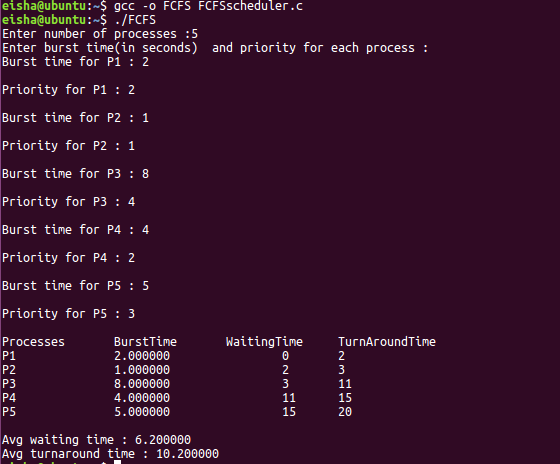 eisha@ubuntu:~$ gcc -o FCFS FCFSscheduler.c
eisha@ubuntu:~$ ./FCFS
Enter number of processes :5
Enter burst time(in seconds)  and priority for each process :
Burst time for P1 : 2
Priority for P1 : 2
Burst time for P2 : 1
Priority for P2 : 1
Burst time for P3 : 8
Priority for P3 : 4
Burst time for P4 : 4
Priority for P4 : 2
Burst time for P5 : 5
Priority for P5 : 3
Processes       BurstTime       WaitingTime     TurnAroundTime
P1              2.000000                0       2
P2              1.000000                2       3
P3              8.000000                3       11
P4              4.000000                11      15
P5              5.000000                15      20
Avg waiting time : 6.200000
Avg turnaround time : 10.200000
eisha@ubuntu:~$